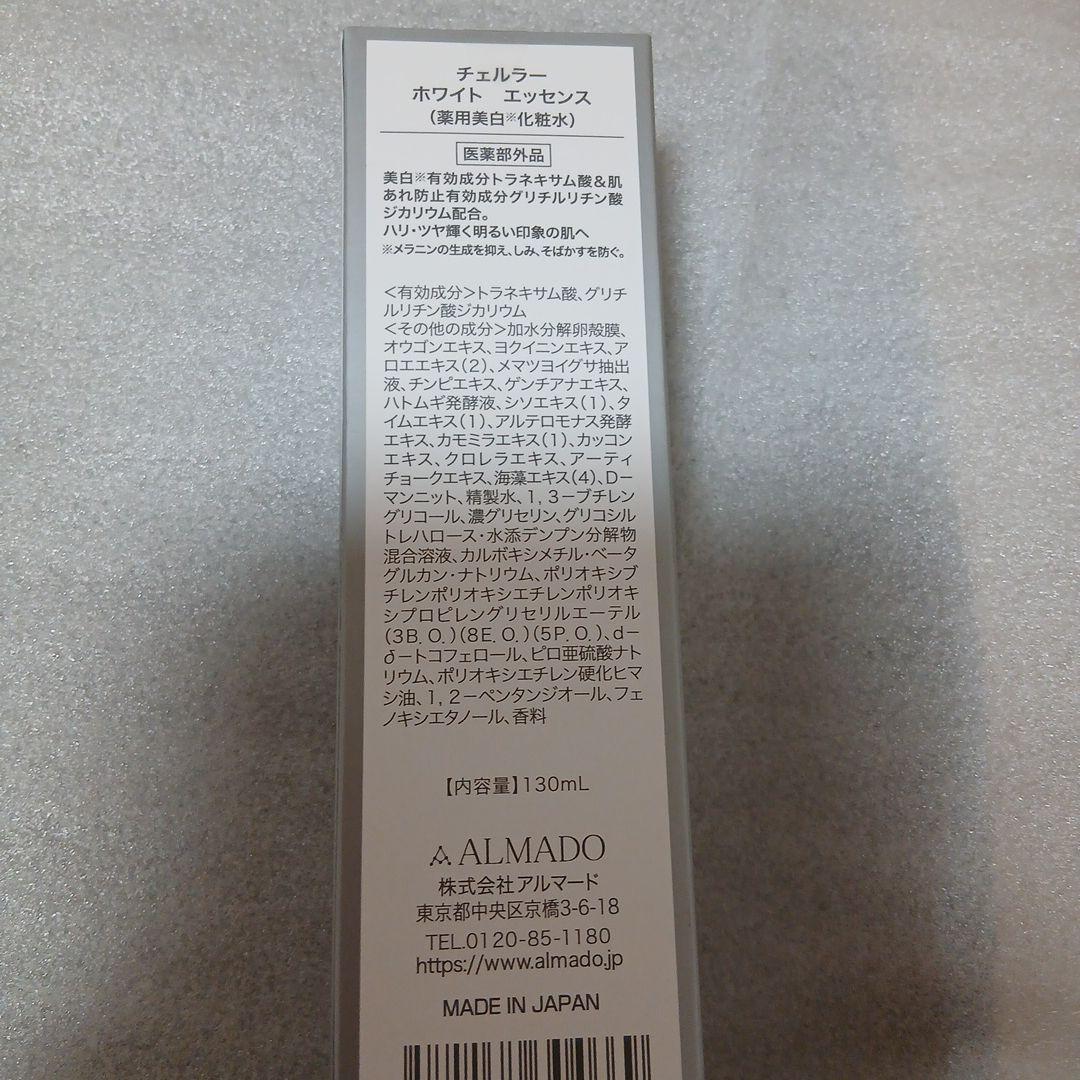 チェルラー
ホワイト　エッセンス
（薬用美白※化粧水）
医薬部外品
美白※有効成分トラネキサム酸＆肌
あれ防止有効成分グリチルリチン酸
ジカリウム配合。
ハリ・ツヤ輝く明るい印象の肌へ
※メラニンの生成を抑え、しみ、そばかすを防ぐ。
＜有効成分＞トラネキサム酸、グリチ
ルリチン酸ジカリウム
＜その他の成分＞加水分解卵殻膜、
オウゴンエキス、ヨクイニンエキス、ア
ロエエキス（2）、メマツヨイグサ抽出
液、チンピエキス、ゲンチアナエキス、
ハトムギ発酵液、シソエキス（1）、タ
イムエキス（1）、アルテロモナス発酵
エキス、カモミラエキス（1）、カッコン
エキス、クロレラエキス、アーティ
チョークエキス、海藻エキス（4）、D－
マンニット、精製水、1，3－ブチレン
グリコール、濃グリセリン、グリコシル
トレハロース・水添デンプン分解物
混合溶液、カルボキシメチル・ベータ
グルカン・ナトリウム、ポリオキシブ
チレンポリオキシエチレンポリオキ
シプロピレングリセリルエーテル
（3B．O．）（8E．O．）（5P．O．）、d－
δ－トコフェロール、ピロ亜硫酸ナト
リウム、ポリオキシエチレン硬化ヒマ
シ油、1，2－ペンタンジオール、フェ
ノキシエタノール、香料
【内容量】130mL
ALMADO
株式会社アルマード
東京都中央区京橋3-6-18
TEL.0120-85-1180
https://www.almado.jp
MADE IN JAPAN